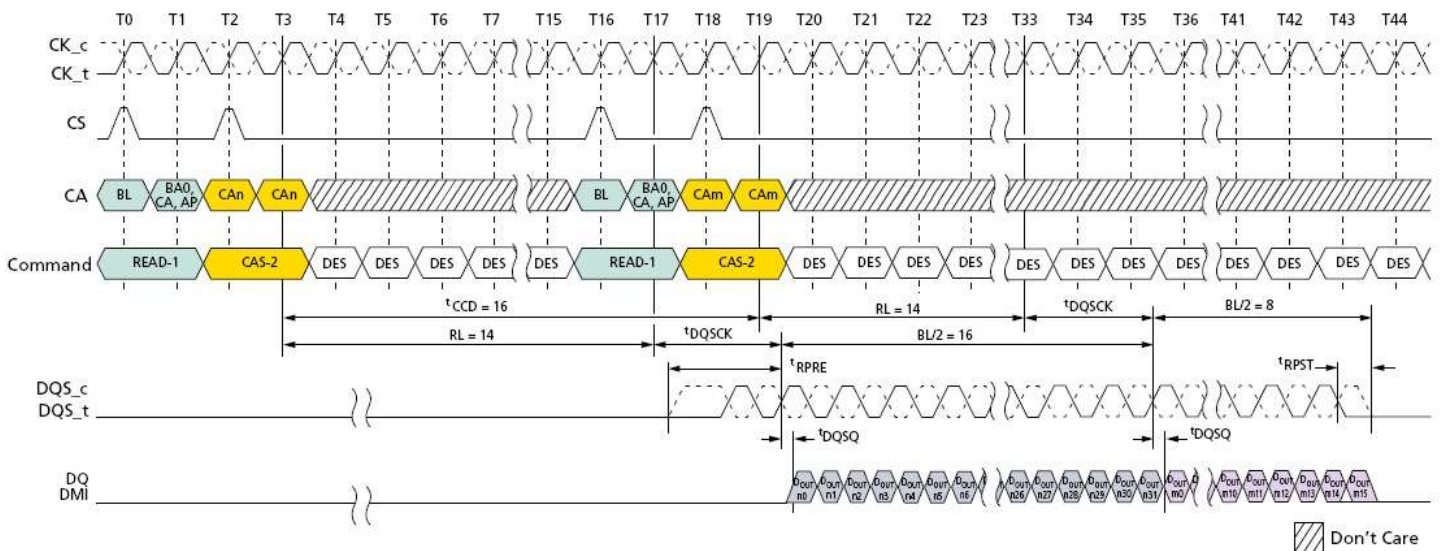 T0 T1 T2 T3 T4 T5 T6 T7 T15 T16 T17 T18 T19 T20 T21 T22 T23 T33 T34 T35 T36 T41 T42 T43 T44
CK_c
CK_t
CS
CA BL BA0, CA, AP CAn CAn BL BA0, CA, AP CAm CAm
Command READ-1 CAS-2 DES DES DES DES DES READ-1 CAS-2 DES DES DES DES DES DES DES DES DES DES DES DES
tCCD = 16 RL = 14 tDQSCK BL/2 = 8
RL = 14 tDQSCK BL/2 = 16
tRPRE tRPST
DQS_c
DQS_t
tDQSQ tDQSQ
DQ
DMI
DOUT n0 DOUT n1 DOUT n2 DOUT n3 DOUT n4 DOUT n5 DOUT n6 DOUT n26 DOUT n27 DOUT n28 DOUT n29 DOUT n30 DOUT n31 DOUT m0 DOUT m10 DOUT m11 DOUT m12 DOUT m13 DOUT m14 DOUT m15
Don't Care